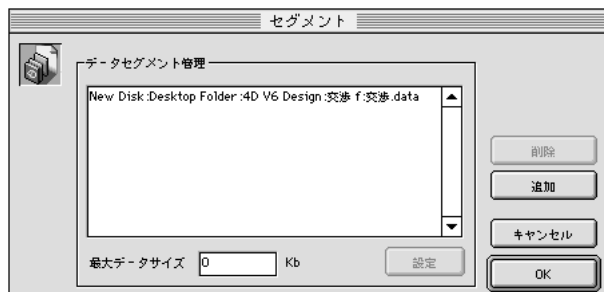 セグメント
データセグメント管理
New Disk:Desktop Folder:4D V6 Design:交渉 f:交渉.data
削除
追加
キャンセル
最大データサイズ 0 Kb 設定
OK